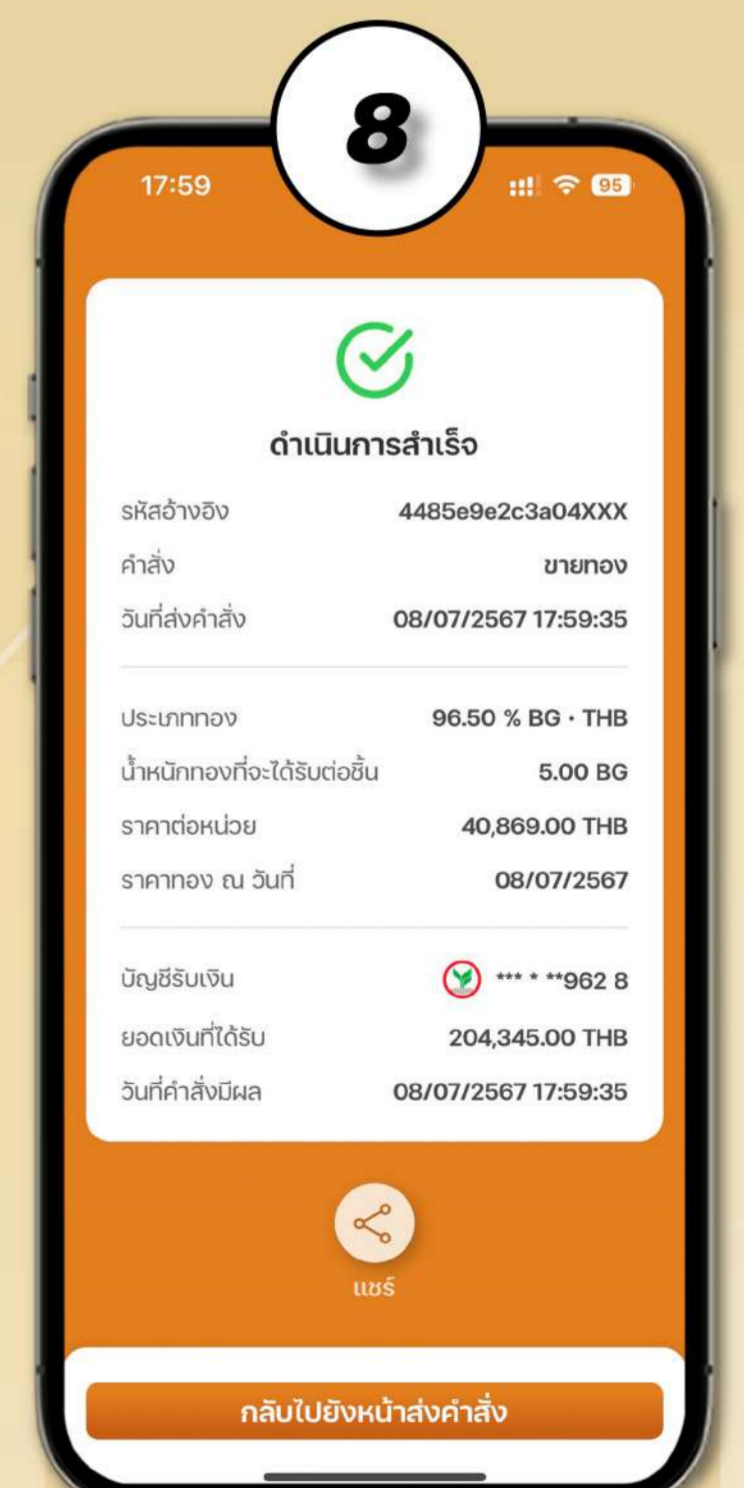 8
17:59
95
ดำเนินการสำเร็จ
รหัสอ้างอิง 4485e9e2c3a04XXX
คำสั่ง ขายทอง
วันที่ส่งคำสั่ง 08/07/2567 17:59:35
ประเภททอง 96.50 % BG · THB
น้ำหนักทองที่จะได้รับต่อชิ้น 5.00 BG
ราคาต่อหน่วย 40,869.00 THB
ราคาทอง ณ วันที่ 08/07/2567
บัญชีรับเงิน *** * **962 8
ยอดเงินที่ได้รับ 204,345.00 THB
วันที่คำสั่งมีผล 08/07/2567 17:59:35
แชร์
กลับไปยังหน้าส่งคำสั่ง